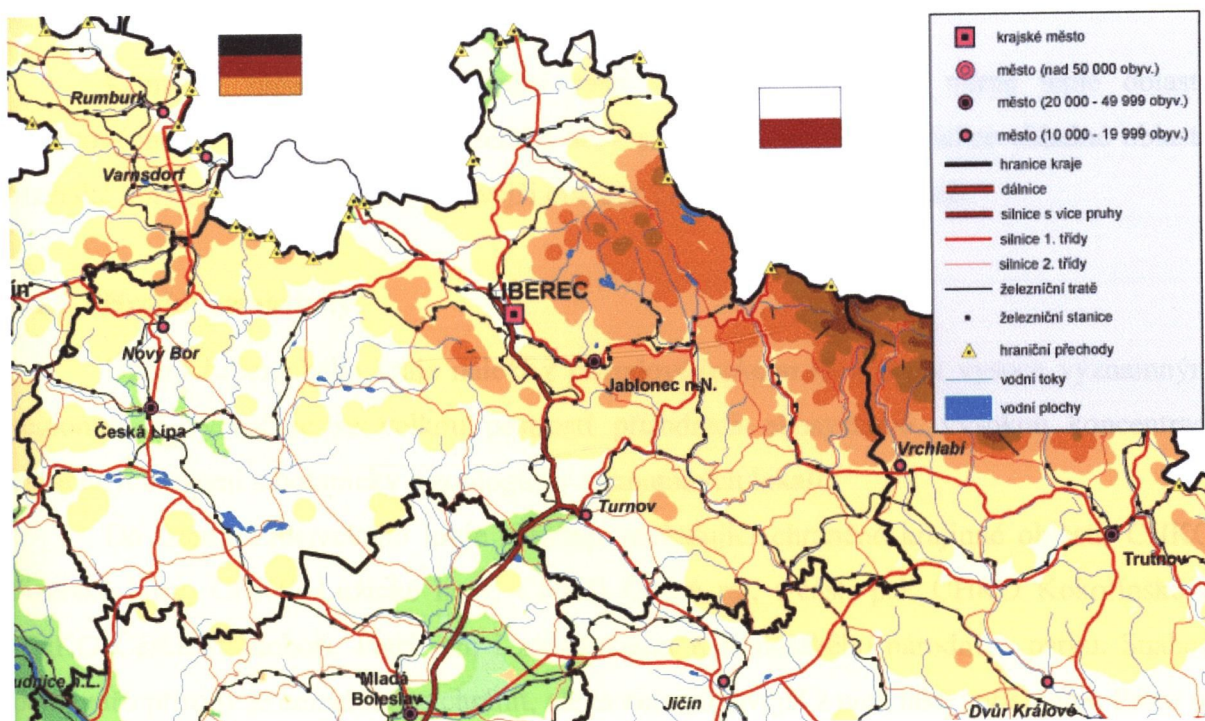 krajské město
město (nad 50 000 obyv.)
město (20 000 - 49 999 obyv.)
město (10 000 - 19 999 obyv.)
hranice kraje
dálnice
silnice s více pruhy
silnice 1. třídy
silnice 2. třídy
železniční tratě
železniční stanice
hraniční přechody
vodní toky
vodní plochy
Rumburk
Varnsdorf
LIBEREC
Nový Bor
Jablonec n.N.
Česká Lípa
Vrchlabí
Turnov
Trutnov
Mladá
Boleslav
Jičín
Dvůr Králové
udnice n.L.
ín